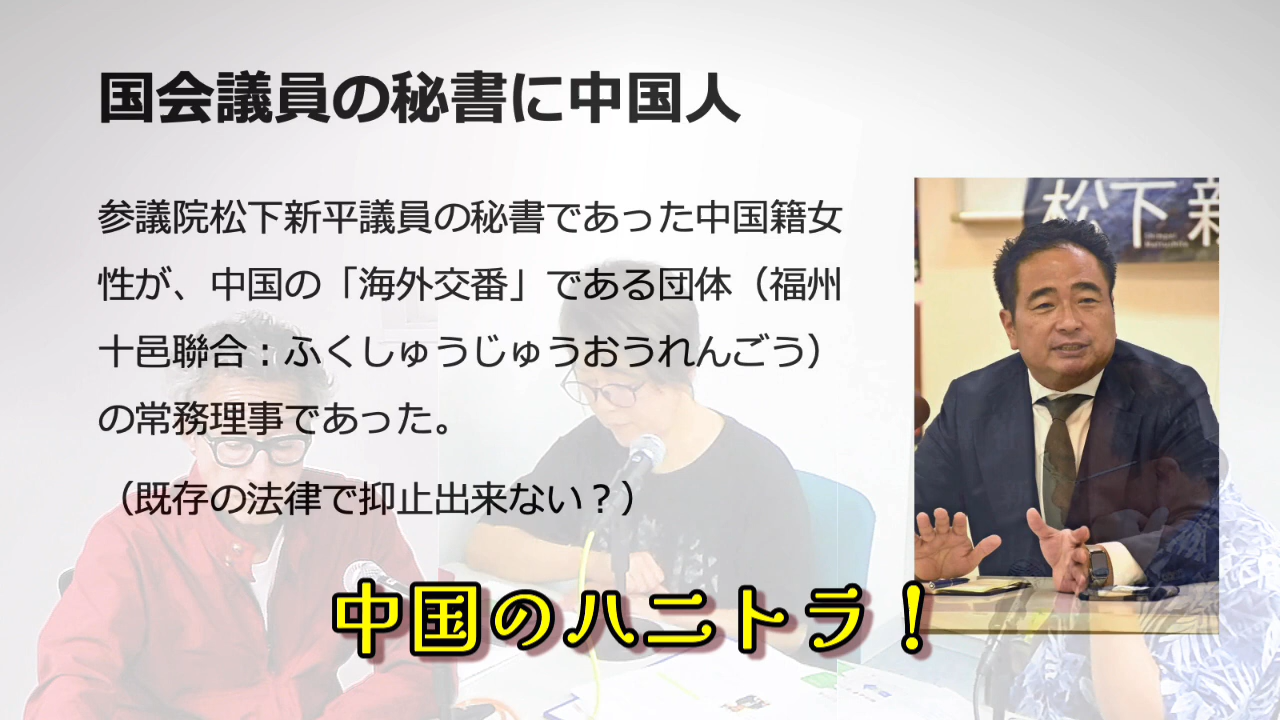 国会議員の秘書に中国人
参議院松下新平議員の秘書であった中国籍女
性が、中国の「海外交番」である団体（福州
十邑聯合：ふくしゅうじゅうおうれんごう）
の常務理事であった。
（既存の法律で抑止出来ない？）
松下新
中国のハニトラ！